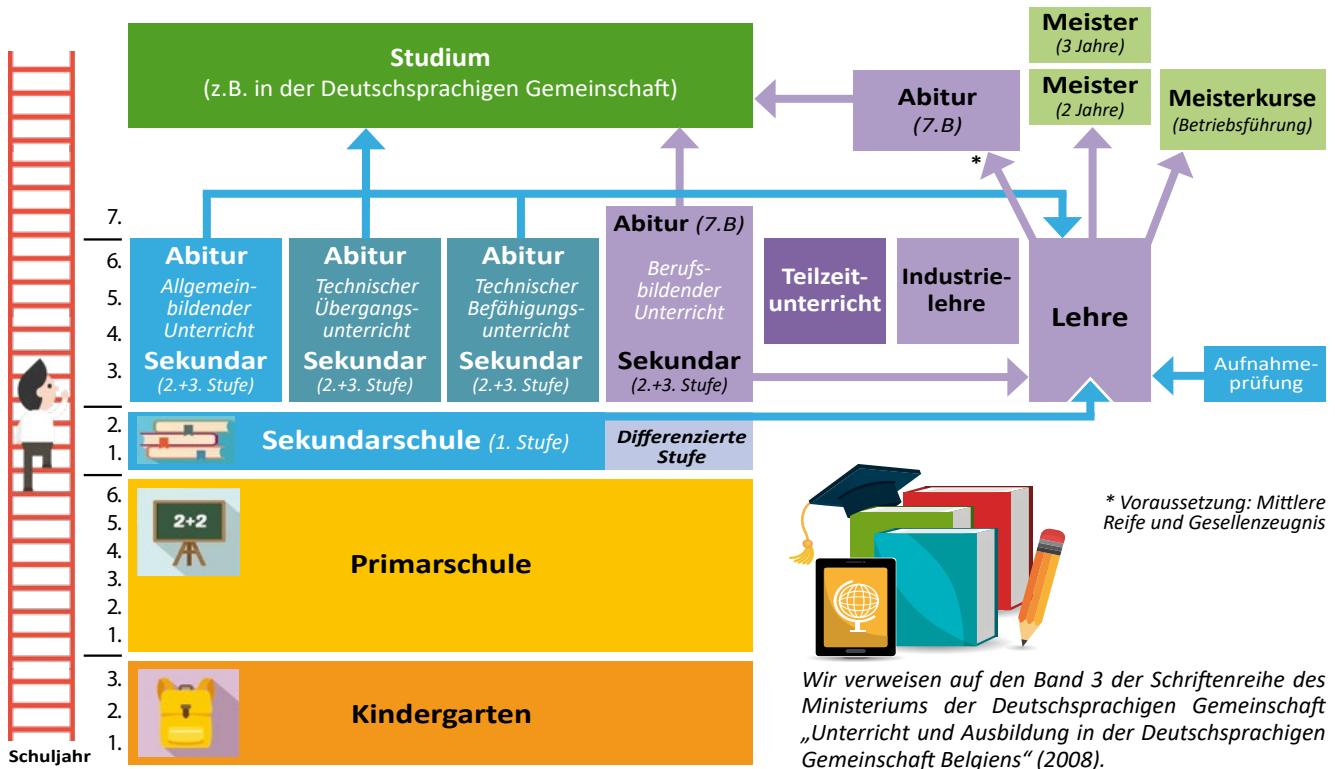 Studium
(z.B. in der Deutschsprachigen Gemeinschaft)
Meister
(3 Jahre)
Meister
(2 Jahre)
Abitur
(7.B)
*
Meisterkurse
(Betriebsführung)
7.
6.
5.
4.
3.
Abitur
Allgemein-
bildender
Unterricht
Sekundar
(2.+3. Stufe)
Abitur
Technischer
Übergangs-
unterricht
Sekundar
(2.+3. Stufe)
Abitur
Technischer
Befähigungs-
unterricht
Sekundar
(2.+3. Stufe)
Abitur (7.B)
Berufs-
bildender
Unterricht
Sekundar
(2.+3. Stufe)
Teilzeit-
unterricht
Industrie-
lehre
Lehre
Aufnahme-
prüfung
2.
1.
Sekundarschule (1. Stufe)
Differenzierte
Stufe
6.
5.
4.
3.
2.
1.
2+2
Primarschule
* Voraussetzung: Mittlere
Reife und Gesellenzeugnis
3.
2.
1.
Kindergarten
Schuljahr
Wir verweisen auf den Band 3 der Schriftenreihe des
Ministeriums der Deutschsprachigen Gemeinschaft
„Unterricht und Ausbildung in der Deutschsprachigen
Gemeinschaft Belgiens“ (2008).